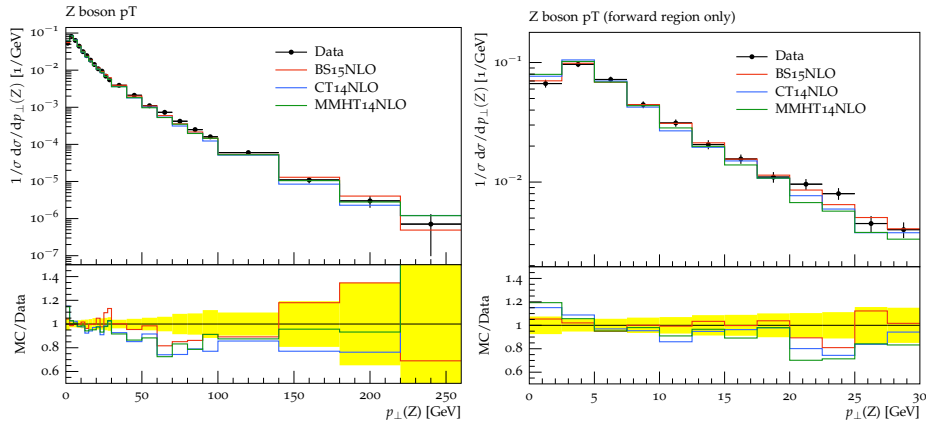 Z boson pT
1/σ dσ/dp⊥(Z) [1/GeV]
10⁻¹
10⁻²
10⁻³
10⁻⁴
10⁻⁵
10⁻⁶
10⁻⁷
Data
BS15NLO
CT14NLO
MMHT14NLO
MC/Data
1.4
1.2
1
0.8
0.6
0 50 100 150 200 250
p⊥(Z) [GeV]
Z boson pT (forward region only)
1/σ dσ/dp⊥(Z) [1/GeV]
10⁻¹
10⁻²
Data
BS15NLO
CT14NLO
MMHT14NLO
MC/Data
1.4
1.2
1
0.8
0.6
0 5 10 15 20 25 30
p⊥(Z) [GeV]